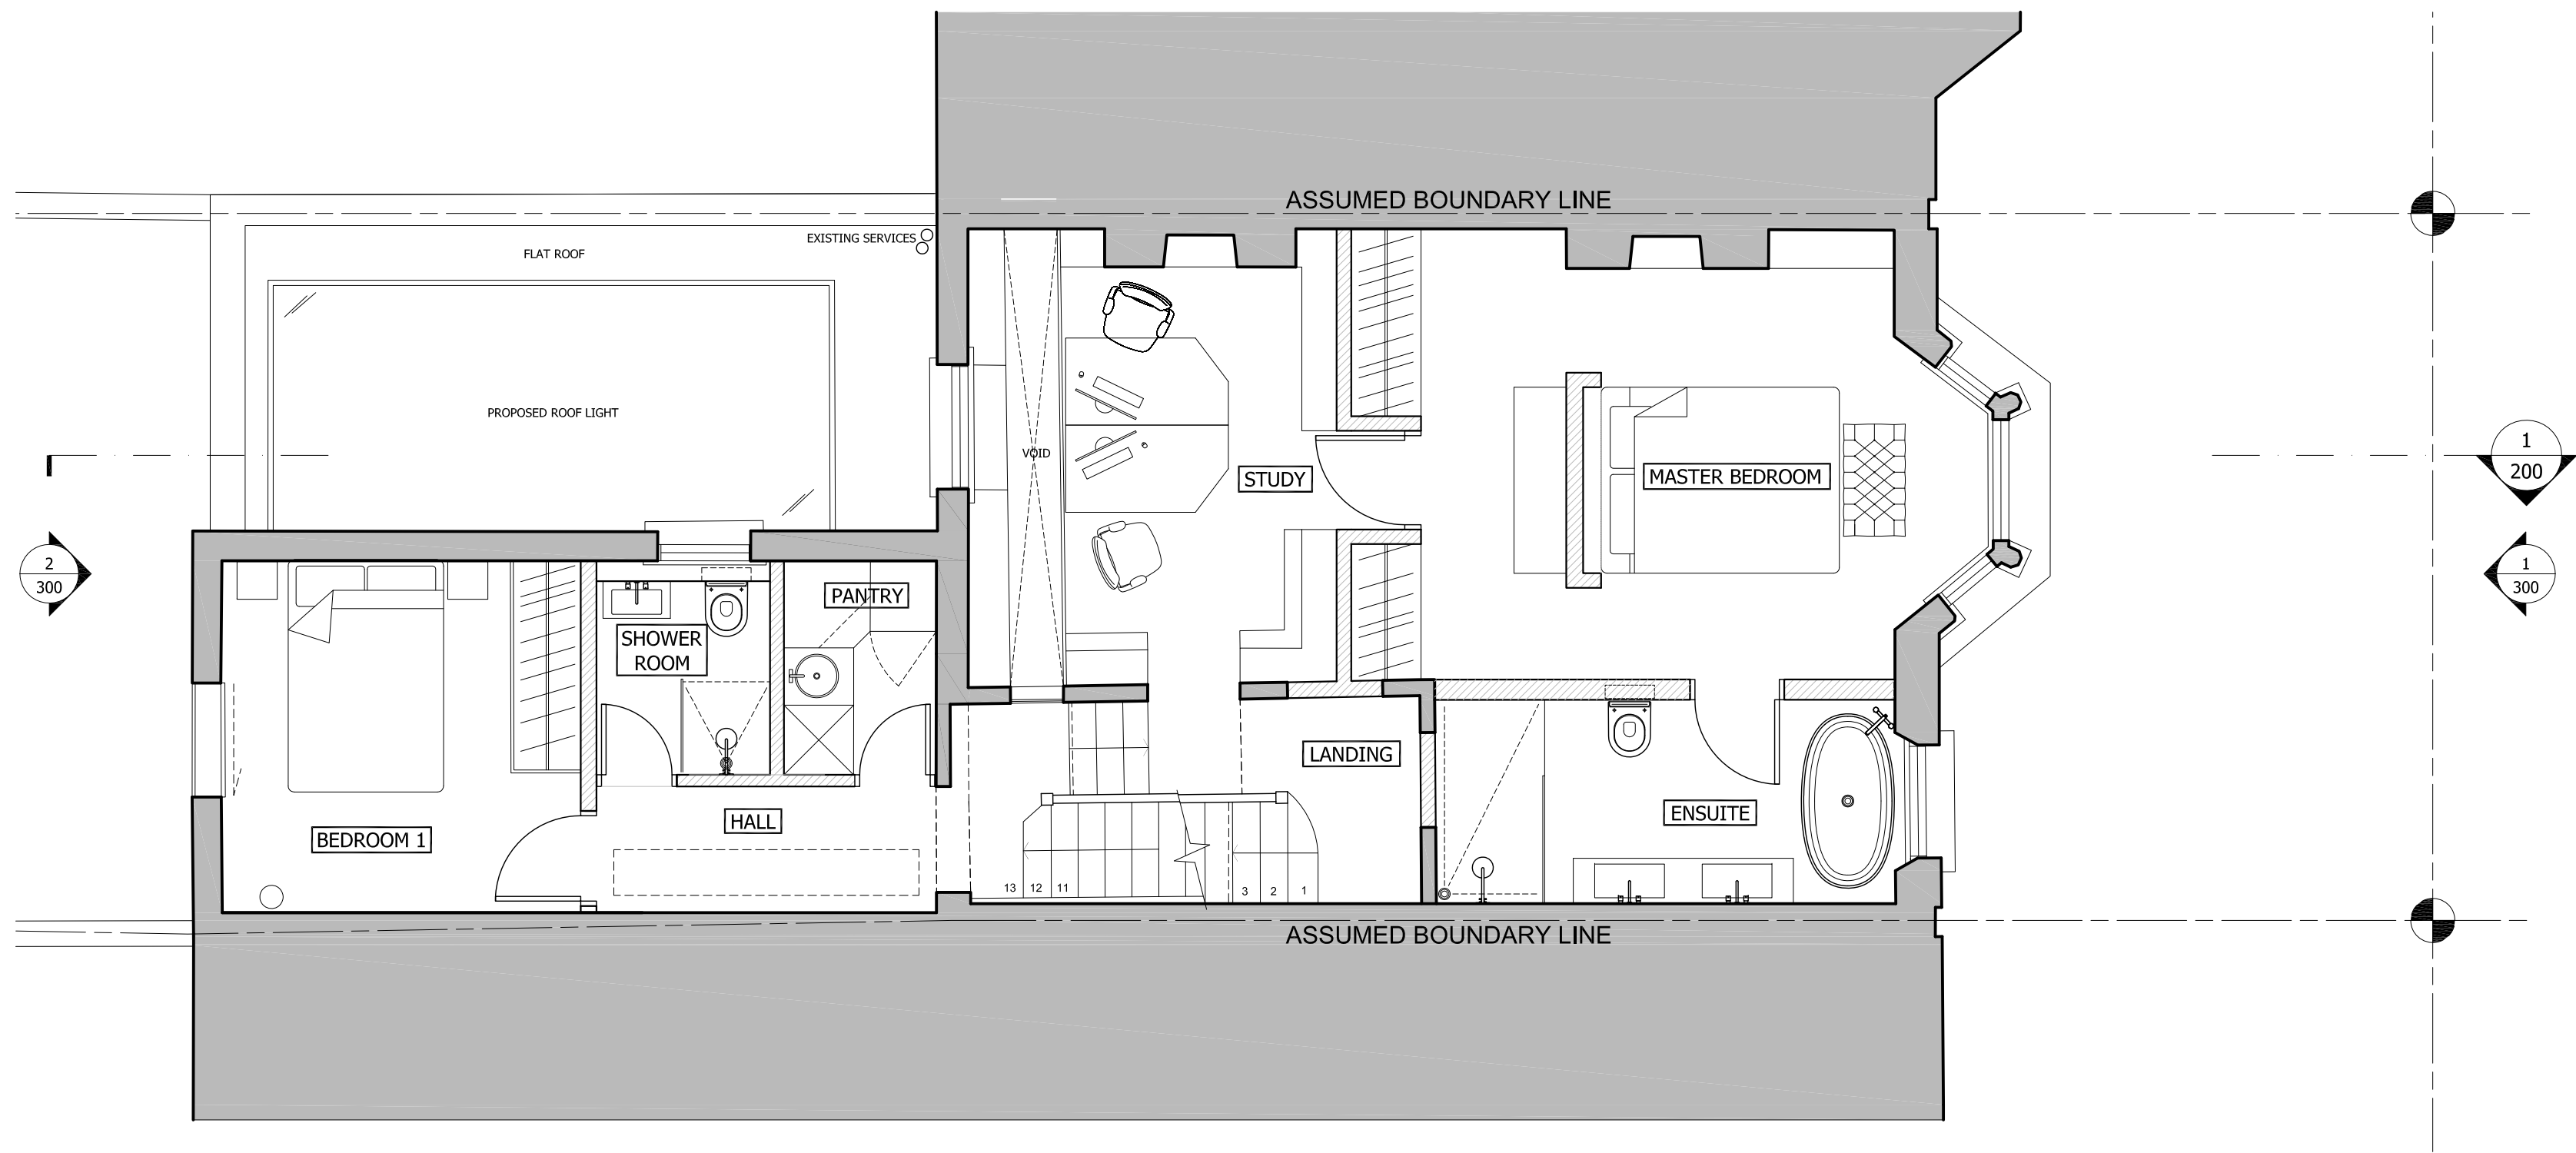 ASSUMED BOUNDARY LINE
EXISTING SERVICES
FLAT ROOF
PROPOSED ROOF LIGHT
VOID
STUDY
MASTER BEDROOM
1
200
2
300
1
300
PANTRY
SHOWER
ROOM
LANDING
HALL
ENSUITE
BEDROOM 1
13 12 11
3 2 1
ASSUMED BOUNDARY LINE